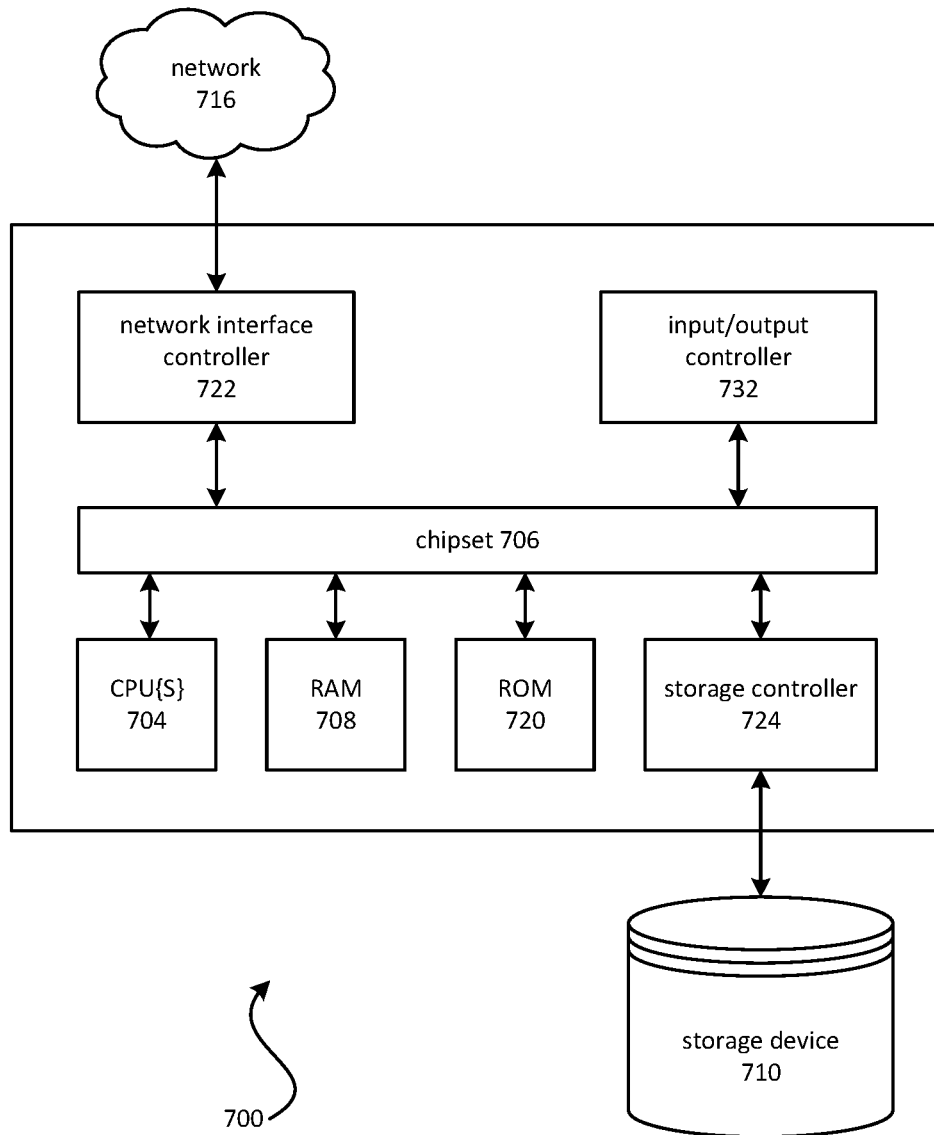 network
716
network interface
controller
722
input/output
controller
732
chipset 706
CPU{S}
704
RAM
708
ROM
720
storage controller
724
storage device
710
700